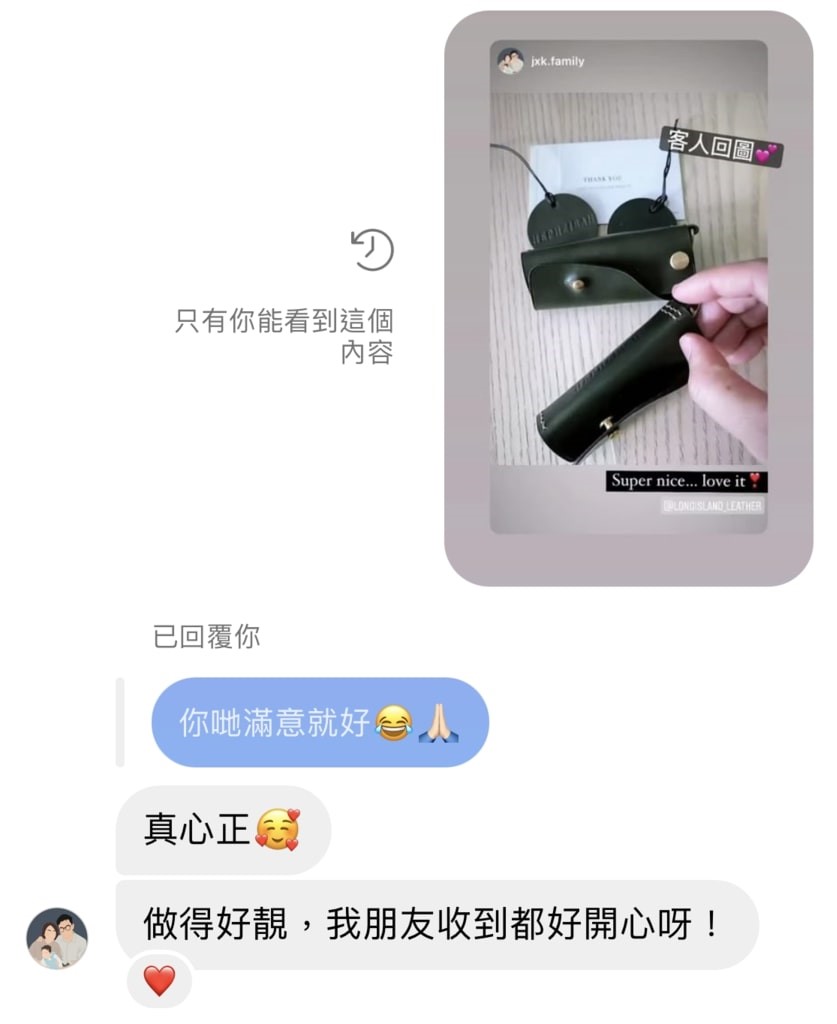 jxk.family
客人回圖💕
THANK YOU
Super nice... love it❣️
@LONGISLAND_LEATHER
只有你能看到這個
內容
已回覆你
你哋滿意就好😂🙏🏻
真心正🥰
做得好靚，我朋友收到都好開心呀！
❤️